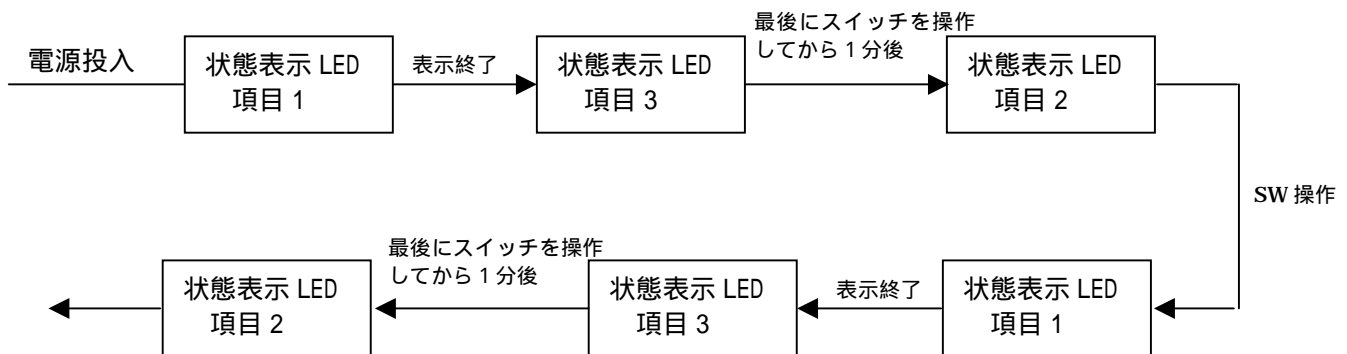 電源投入
状態表示 LED
項目 1
表示終了
状態表示 LED
項目 3
最後にスイッチを操作
してから 1 分後
状態表示 LED
項目 2
SW 操作
状態表示 LED
項目 1
表示終了
状態表示 LED
項目 3
最後にスイッチを操作
してから 1 分後
状態表示 LED
項目 2